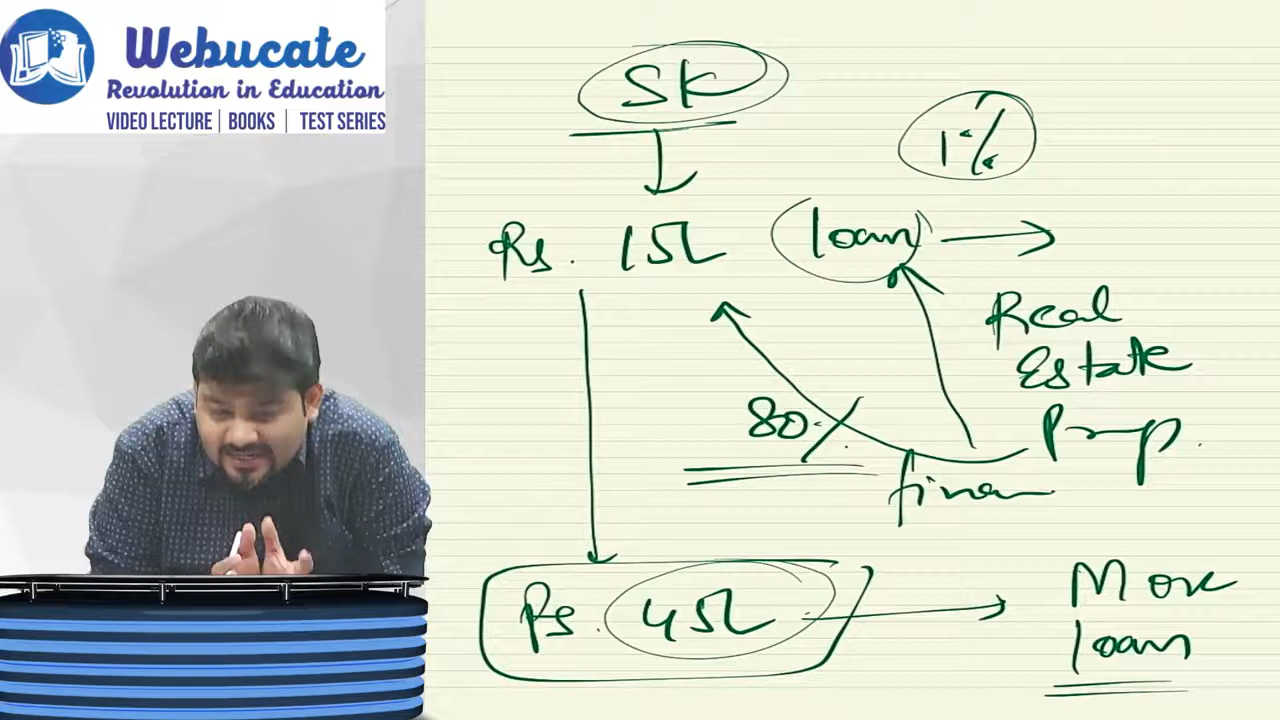 Webucate
Revolution in Education
VIDEO LECTURE | BOOKS | TEST SERIES
SK
1%
Rs. 15L (loan)
Real
Estate
80%
Prop.
finan
Rs. 45L
More
loan